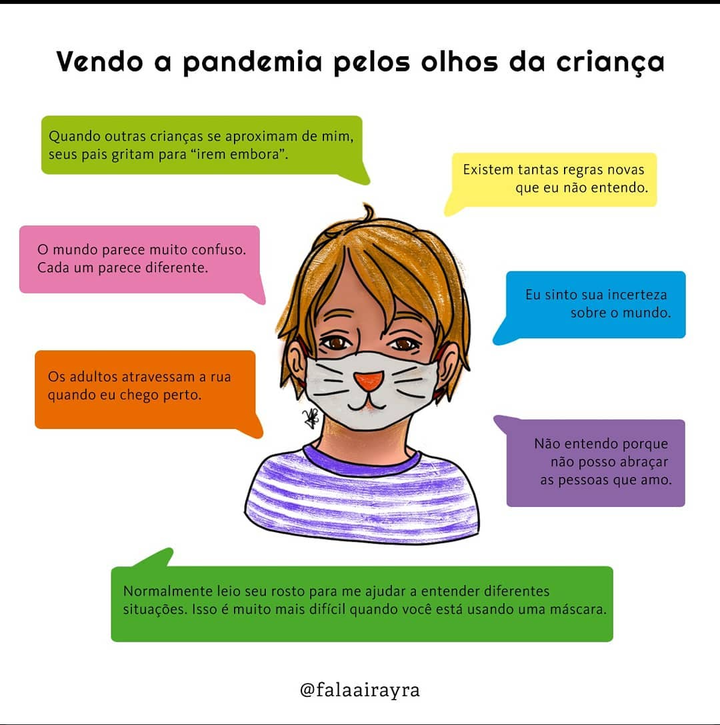 Vendo a pandemia pelos olhos da criança
Quando outras crianças se aproximam de mim,
seus pais gritam para “irem embora”.
Existem tantas regras novas
que eu não entendo.
O mundo parece muito confuso.
Cada um parece diferente.
Eu sinto sua incerteza
sobre o mundo.
Os adultos atravessam a rua
quando eu chego perto.
Não entendo porque
não posso abraçar
as pessoas que amo.
Normalmente leio seu rosto para me ajudar a entender diferentes
situações. Isso é muito mais difícil quando você está usando uma máscara.
@falaairayra